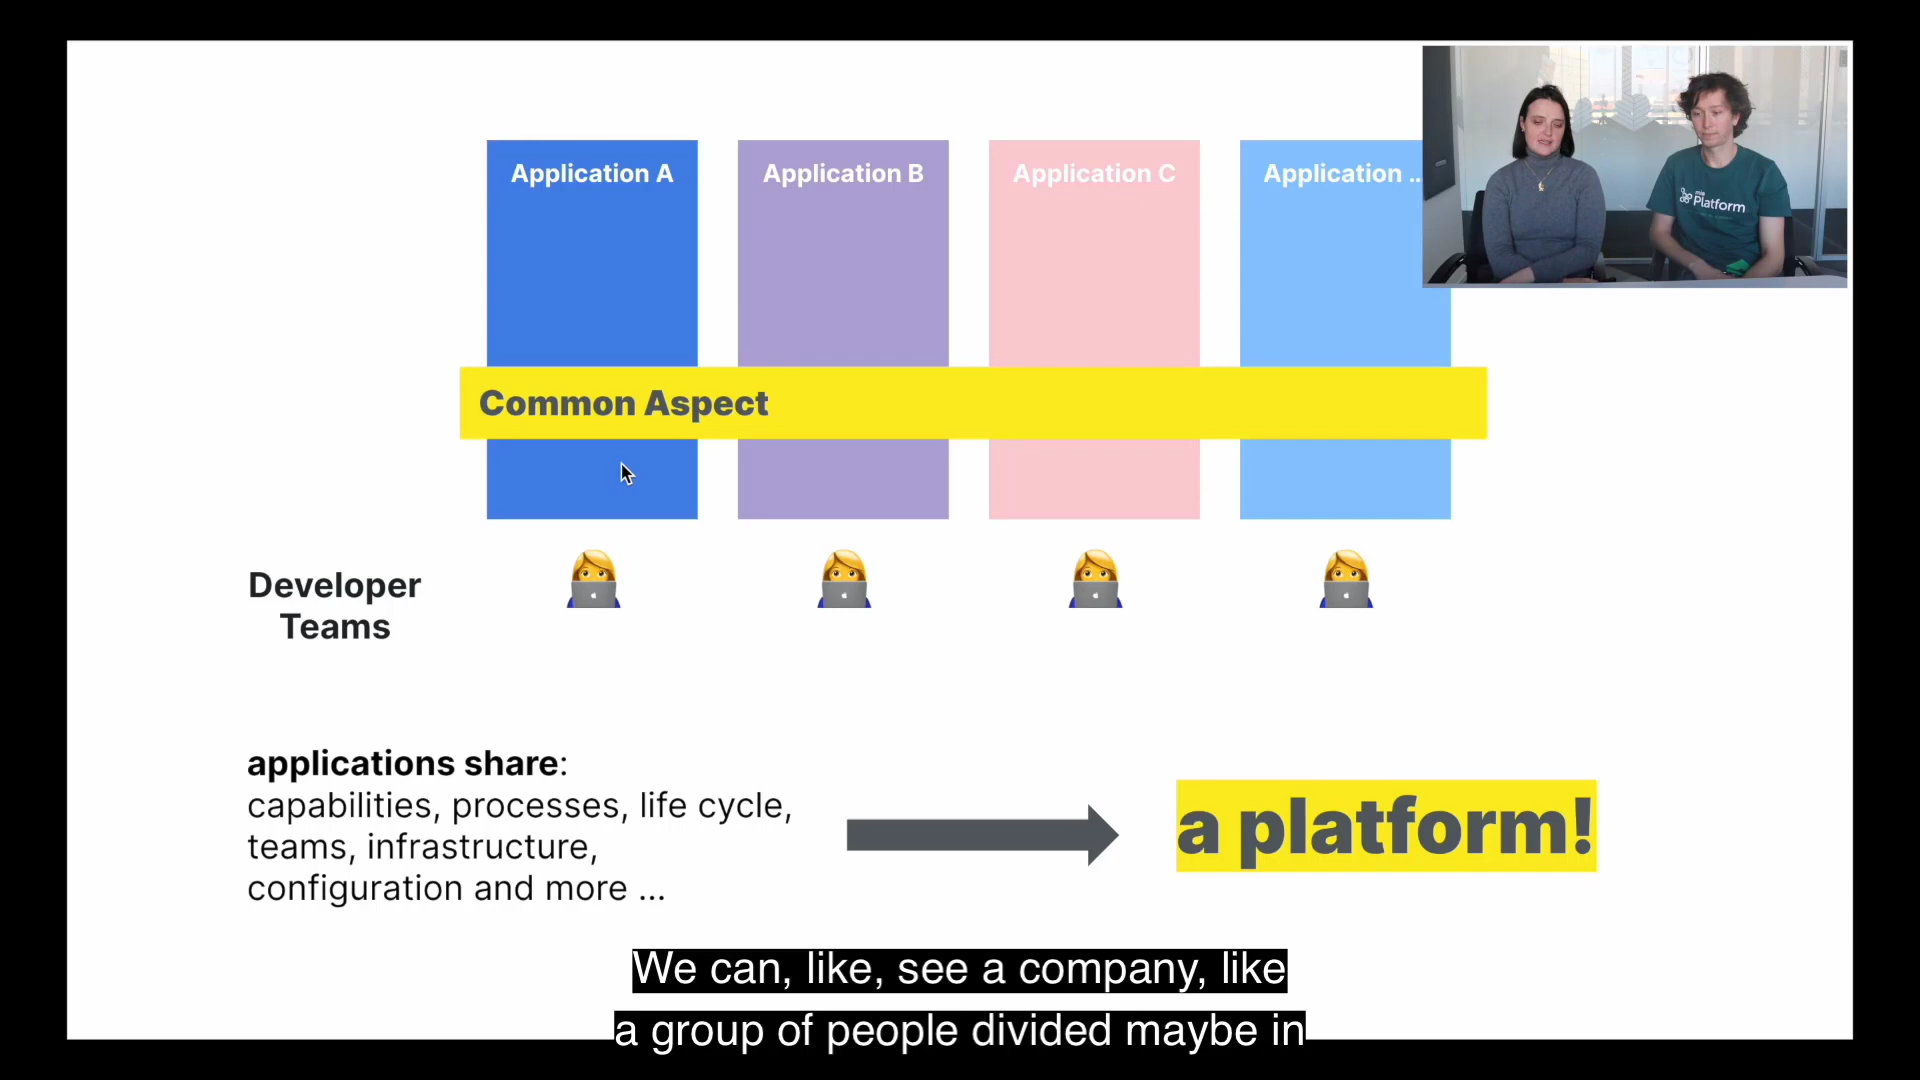 Application A
Application B
Application C
Application ..
mia
Platform
Common Aspect
Developer
Teams
applications share:
capabilities, processes, life cycle,
teams, infrastructure,
configuration and more ...
a platform!
We can, like, see a company, like
a group of people divided maybe in